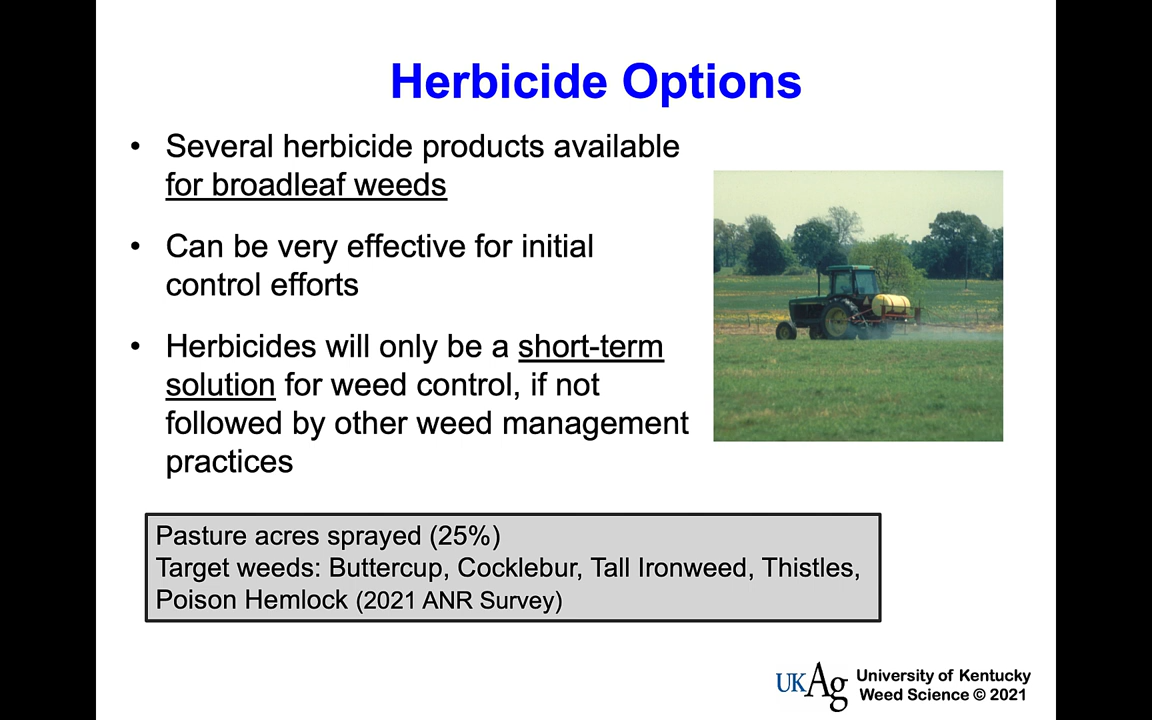 Herbicide Options
• Several herbicide products available
for broadleaf weeds
• Can be very effective for initial
control efforts
• Herbicides will only be a short-term
solution for weed control, if not
followed by other weed management
practices
Pasture acres sprayed (25%)
Target weeds: Buttercup, Cocklebur, Tall Ironweed, Thistles,
Poison Hemlock (2021 ANR Survey)
UKAg
University of Kentucky
Weed Science © 2021